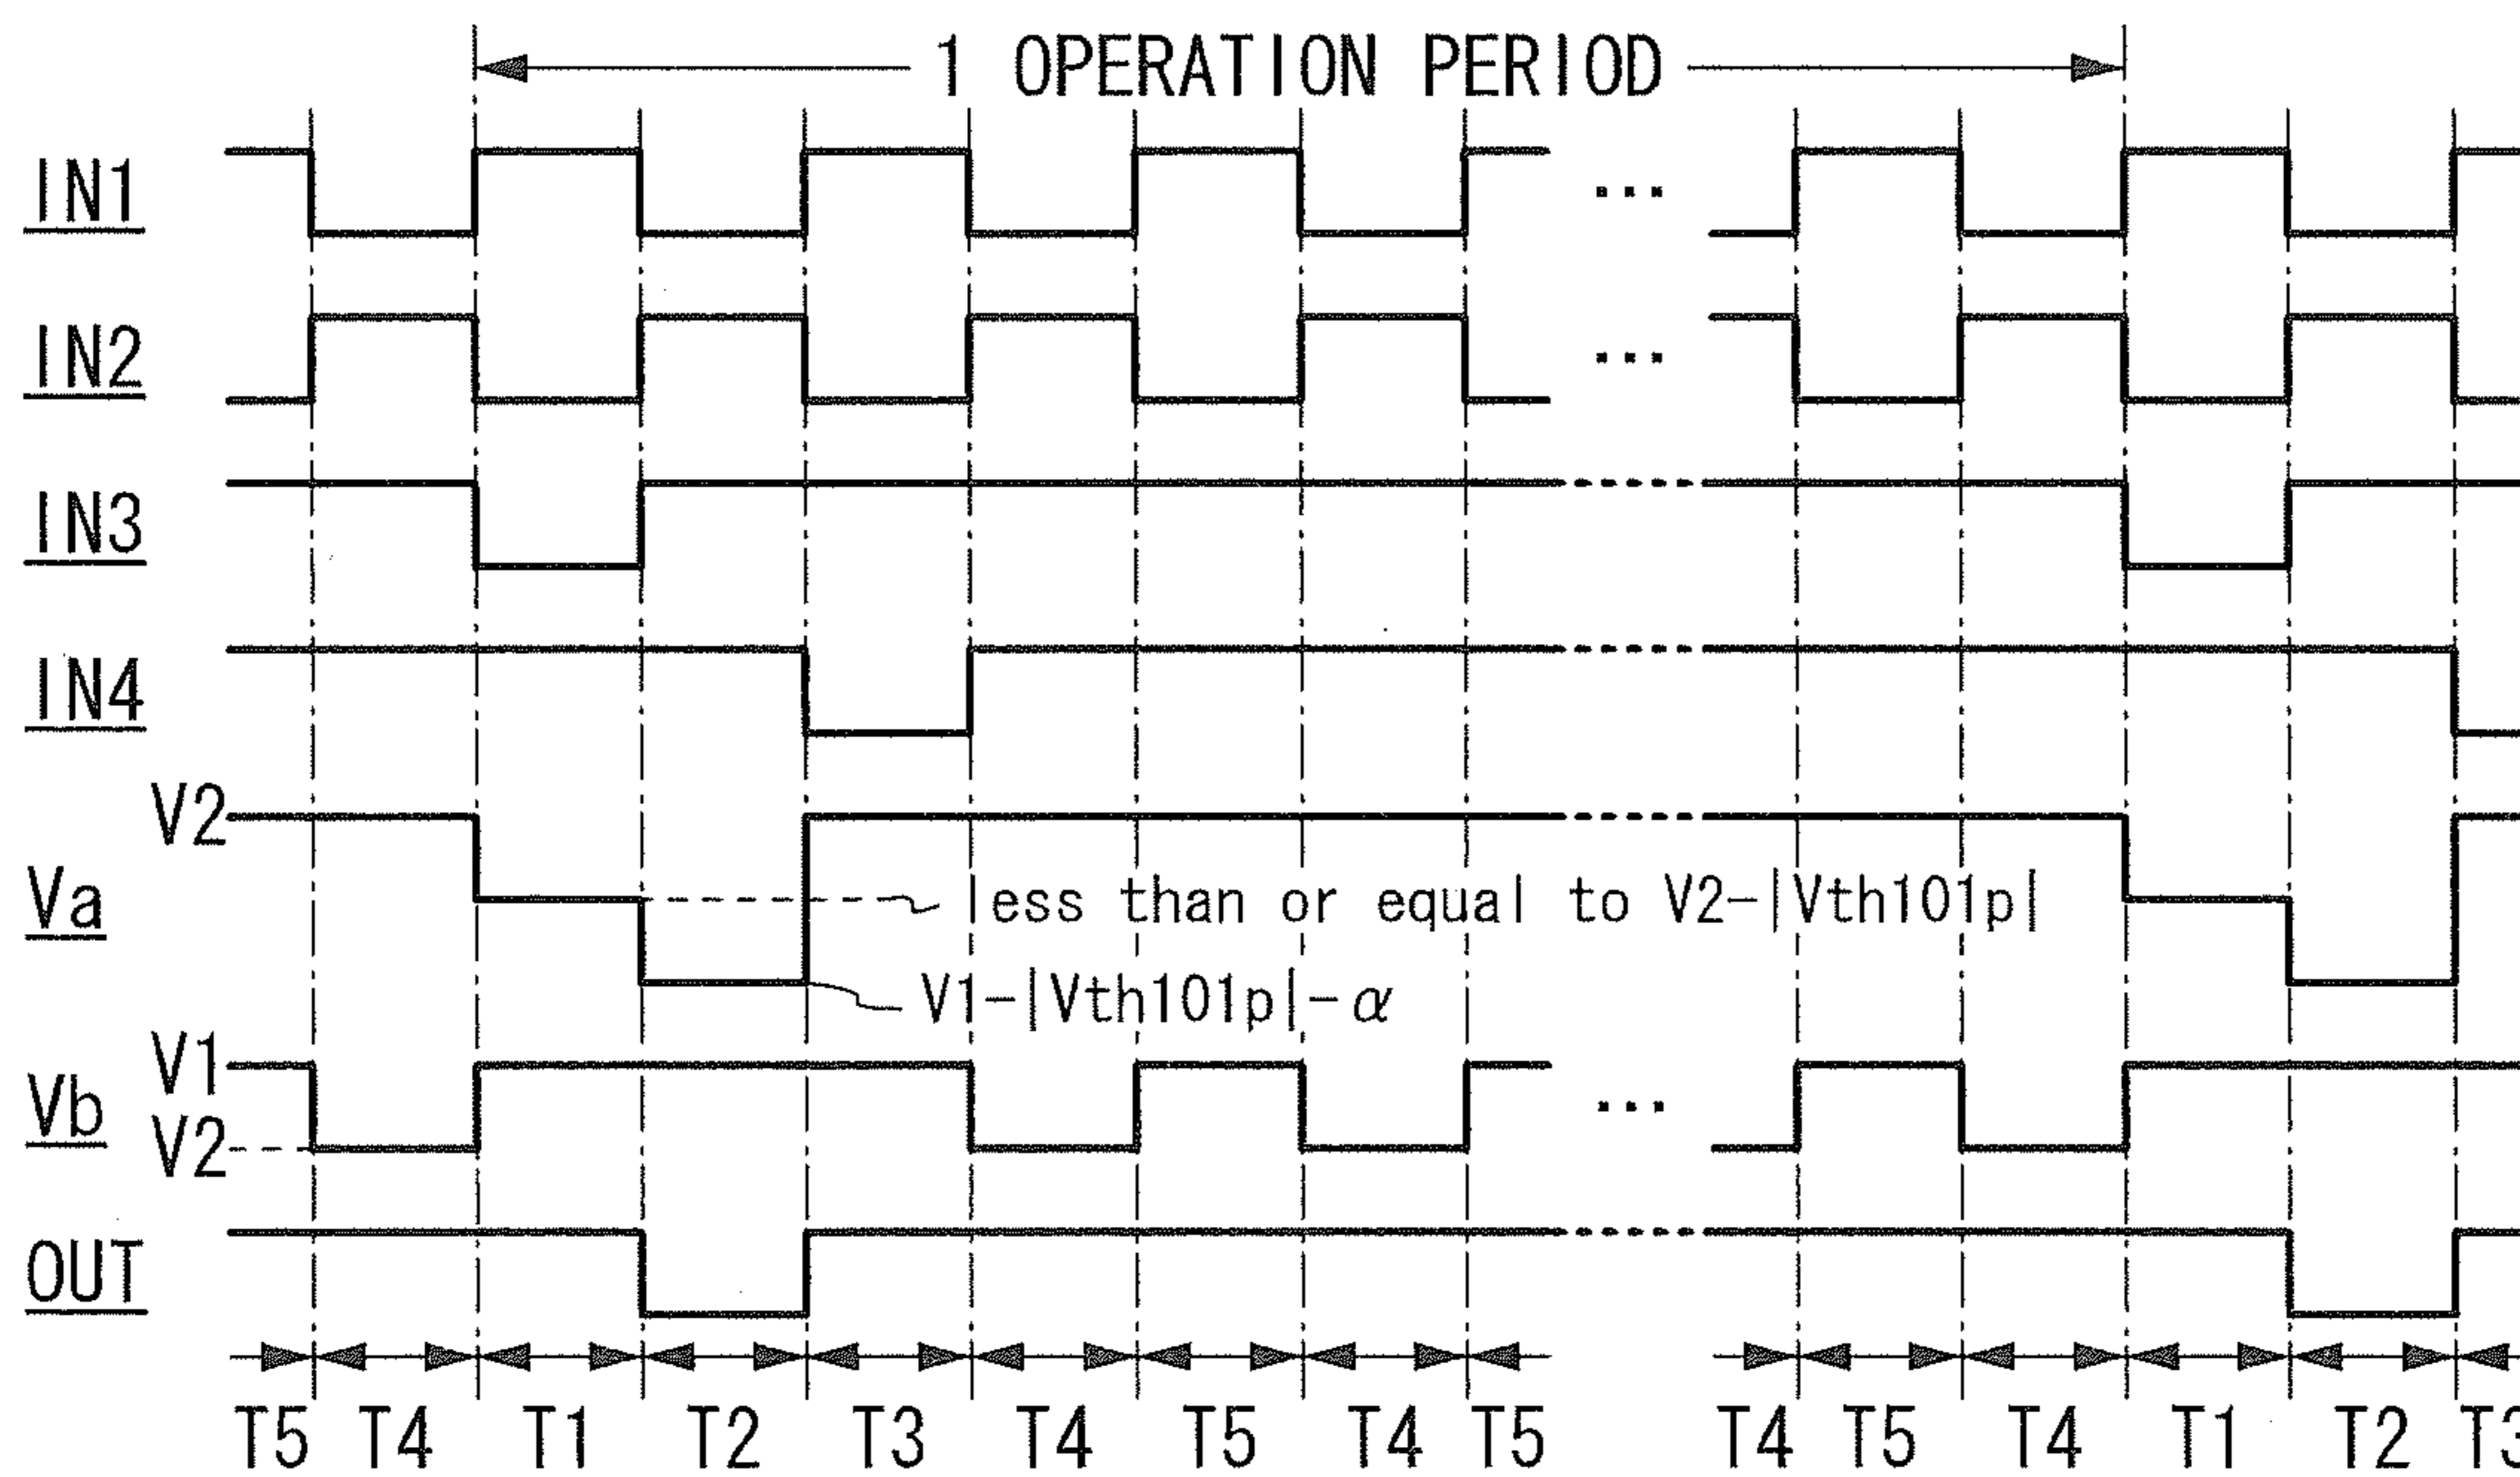 1 OPERATION PERIOD
IN1
...
IN2
...
IN3
IN4
V2
Va
less than or equal to V2-|Vth101p|
V1-|Vth101p|-α
V1
Vb
V2
...
OUT
T5 T4 T1 T2 T3 T4 T5 T4 T5 T4 T5 T4 T1 T2 T3